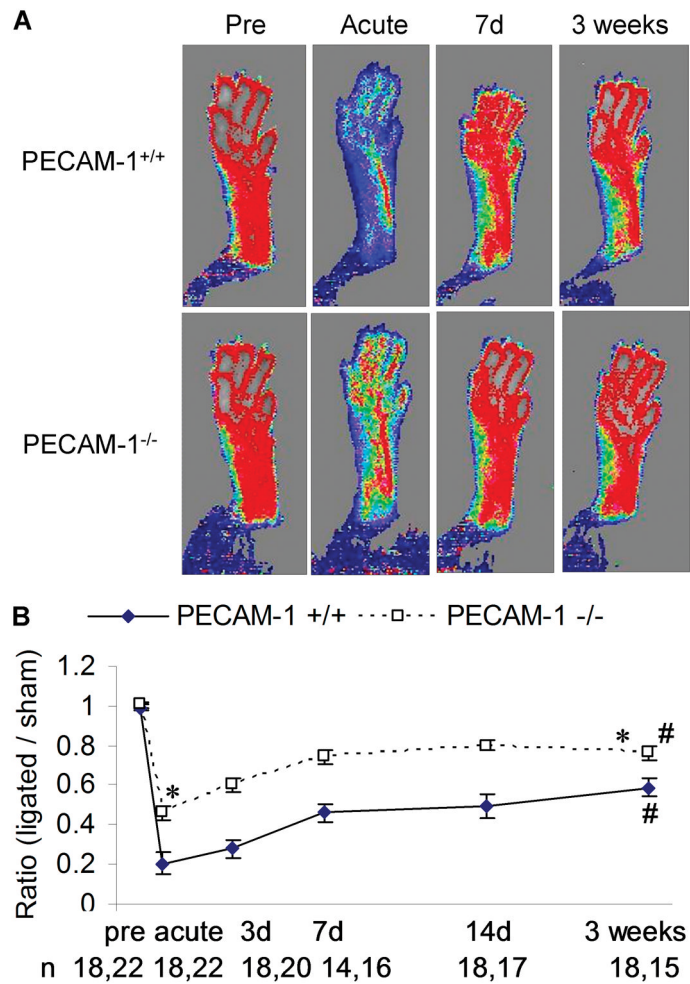 A
Pre Acute 7d 3 weeks
PECAM-1+/+
PECAM-1-/-
B
PECAM-1 +/+ PECAM-1 -/-
Ratio (ligated / sham)
1.2
1
0.8
0.6
0.4
0.2
0
* * #
#
pre acute 3d 7d 14d 3 weeks
n 18,22 18,22 18,20 14,16 18,17 18,15